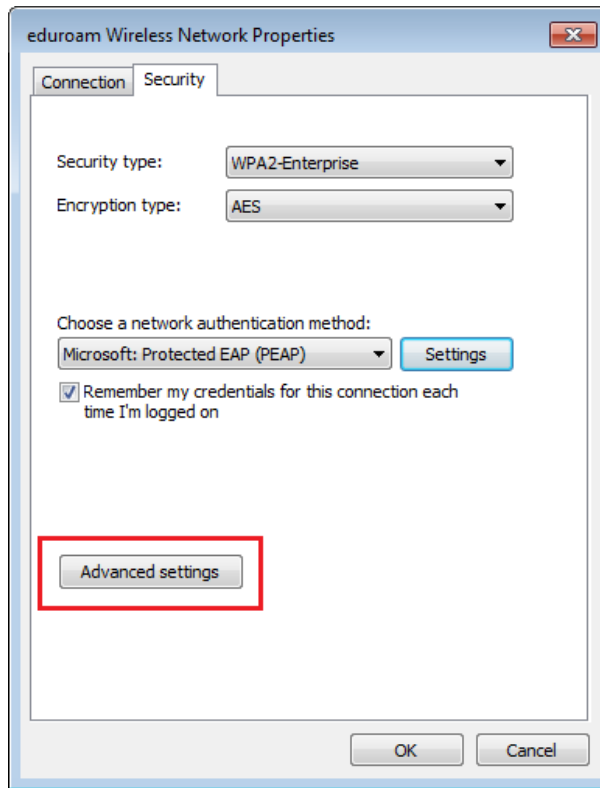 eduroam Wireless Network Properties
Connection Security
Security type: WPA2-Enterprise
Encryption type: AES
Choose a network authentication method:
Microsoft: Protected EAP (PEAP) Settings
Remember my credentials for this connection each
time I'm logged on
Advanced settings
OK Cancel